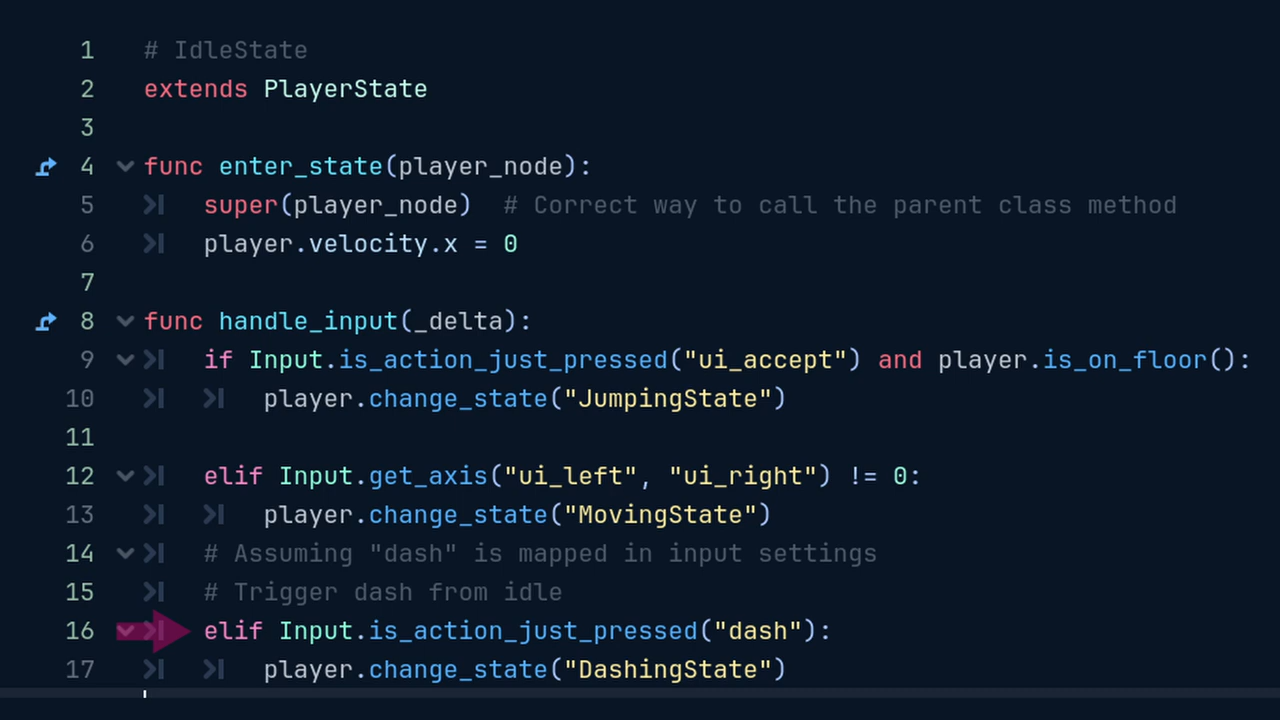 1 # IdleState
2 extends PlayerState
3
4 func enter_state(player_node):
5 super(player_node)  # Correct way to call the parent class method
6 player.velocity.x = 0
7
8 func handle_input(_delta):
9 if Input.is_action_just_pressed("ui_accept") and player.is_on_floor():
10 player.change_state("JumpingState")
11
12 elif Input.get_axis("ui_left", "ui_right") != 0:
13 player.change_state("MovingState")
14 # Assuming "dash" is mapped in input settings
15 # Trigger dash from idle
16 elif Input.is_action_just_pressed("dash"):
17 player.change_state("DashingState")